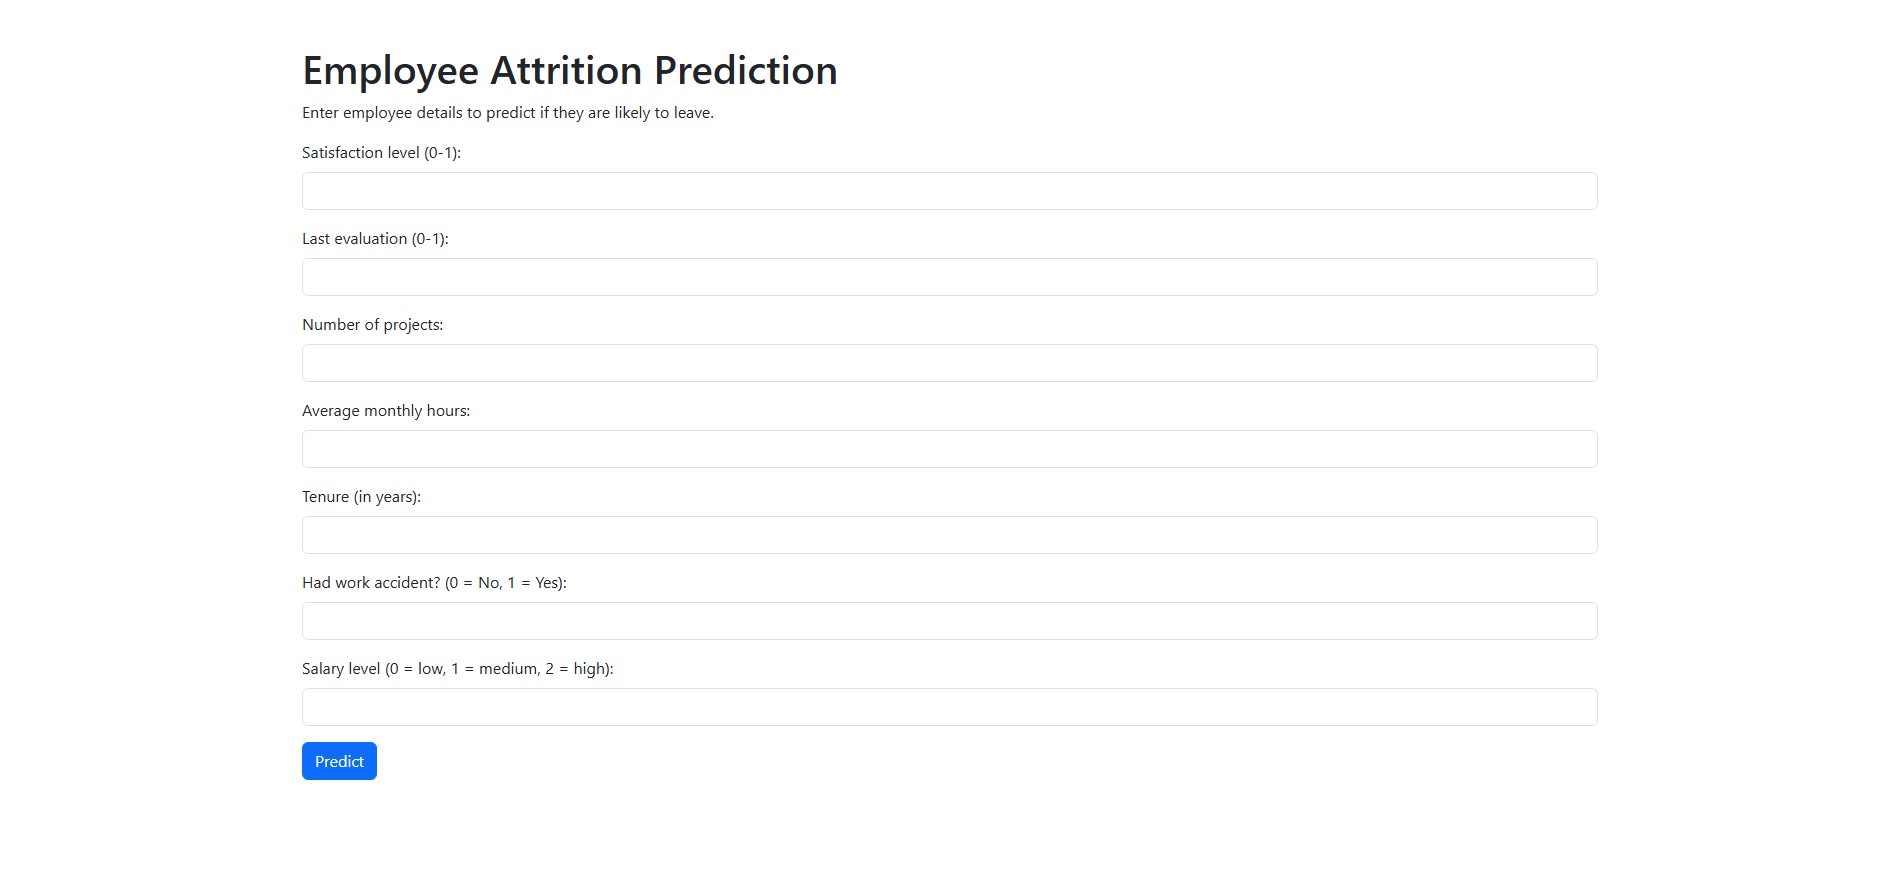 Employee Attrition Prediction
Enter employee details to predict if they are likely to leave.
Satisfaction level (0-1):
Last evaluation (0-1):
Number of projects:
Average monthly hours:
Tenure (in years):
Had work accident? (0 = No, 1 = Yes):
Salary level (0 = low, 1 = medium, 2 = high):
Predict